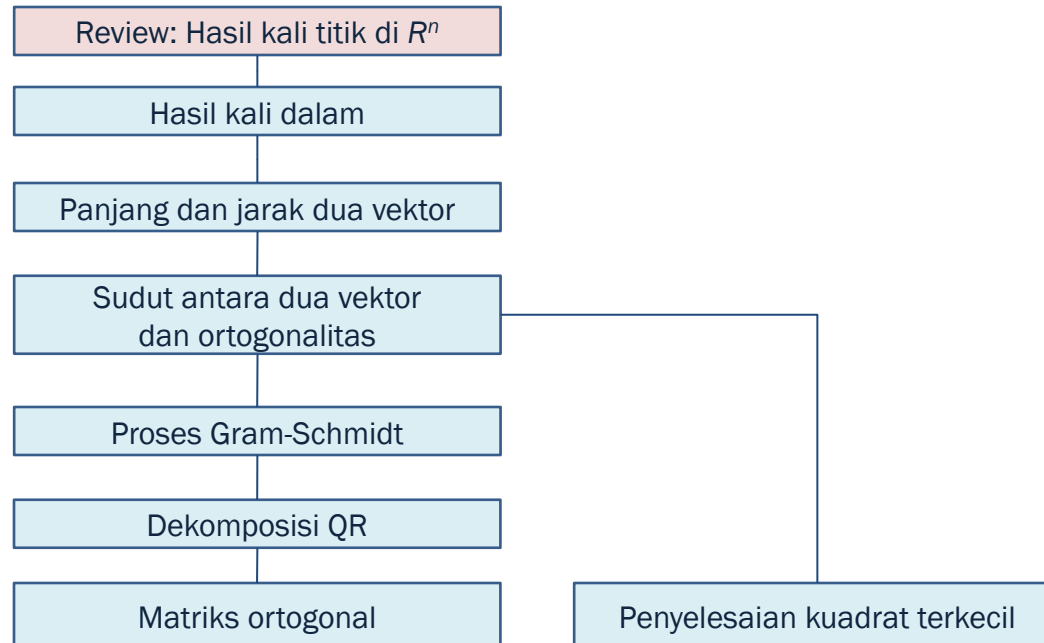 Review: Hasil kali titik di Rⁿ
Hasil kali dalam
Panjang dan jarak dua vektor
Sudut antara dua vektor
dan ortogonalitas
Proses Gram-Schmidt
Dekomposisi QR
Matriks ortogonal
Penyelesaian kuadrat terkecil